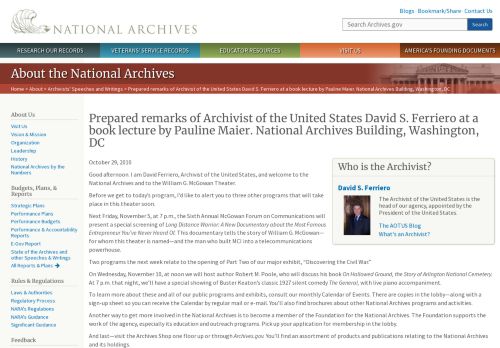 NATIONAL ARCHIVES
Blogs · Bookmark/Share · Contact Us
Search Archives.gov
Search
RESEARCH OUR RECORDS
VETERANS' SERVICE RECORDS
EDUCATOR RESOURCES
VISIT US
AMERICA'S FOUNDING DOCUMENTS
About the National Archives
Home > About > Archivists' Speeches and Writings > Prepared remarks of Archivist of the United States David S. Ferriero at a book lecture by Pauline Maier. National Archives Building, Washington, DC
About Us
Visit Us
Vision & Mission
Organization
Leadership
History
National Archives by the
Numbers
Budgets, Plans, &
Reports
Strategic Plans
Performance Plans
Performance Budgets
Performance & Accountability
Reports
E-Gov Report
State of the Archives and
other Speeches & Writings
All Reports & Plans
Rules & Regulations
Laws & Authorities
Regulatory Process
NARA's Regulations
NARA's Guidance
Significant Guidance
Feedback
Prepared remarks of Archivist of the United States David S. Ferriero at a
book lecture by Pauline Maier. National Archives Building, Washington,
DC
October 29, 2010
Good afternoon. I am David Ferriero, Archivist of the United States, and welcome to the
National Archives and to the William G. McGowan Theater.
Before we get to today's program, I'd like to alert you to three other programs that will take
place in this theater soon.
Next Friday, November 5, at 7 p.m., the Sixth Annual McGowan Forum on Communications will
present a special screening of Long Distance Warrior: A New Documentary about the Most Famous
Entrepreneur You've Never Heard Of. This documentary tells the story of William G. McGowan—
for whom this theater is named—and the man who built MCI into a telecommunications
powerhouse.
Two programs the next week relate to the opening of Part Two of our major exhibit, "Discovering the Civil War."
On Wednesday, November 10, at noon we will host author Robert M. Poole, who will discuss his book On Hallowed Ground, the Story of Arlington National Cemetery.
At 7 p.m. that night, we'll have a special showing of Buster Keaton's classic 1927 silent comedy The General, with live piano accompaniment.
To learn more about these and all of our public programs and exhibits, consult our monthly Calendar of Events. There are copies in the lobby—along with a
sign-up sheet so you can receive the Calendar by regular mail or e-mail. You'll also find brochures about other National Archives programs and activities.
Another way to get more involved in the National Archives is to become a member of the Foundation for the National Archives. The Foundation supports the
work of the agency, especially its education and outreach programs. Pick up your application for membership in the lobby.
And last—visit the Archives Shop one floor up or through Archives.gov. You'll find an assortment of products and publications relating to the National Archives
and its holdings.
Who is the Archivist?
David S. Ferriero
The Archivist of the United States is the
head of our agency, appointed by the
President of the United States.
The AOTUS Blog
What's an Archivist?